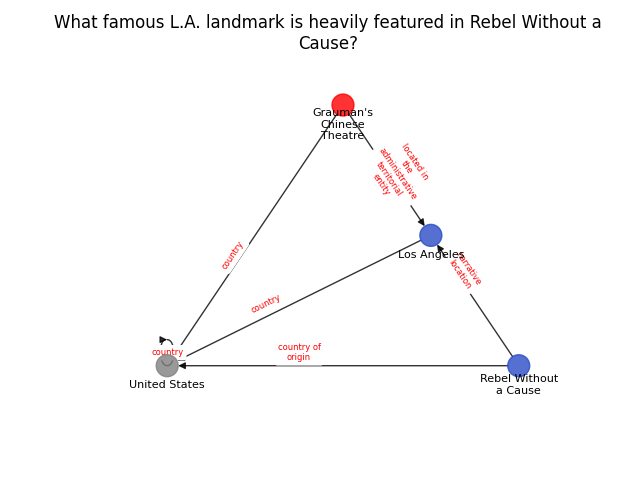 What famous L.A. landmark is heavily featured in Rebel Without a
Cause?
Grauman's
Chinese
Theatre
located in
the
administrative
territorial
entity
country
Los Angeles
narrative
location
country
country
country of
origin
United States
Rebel Without
a Cause